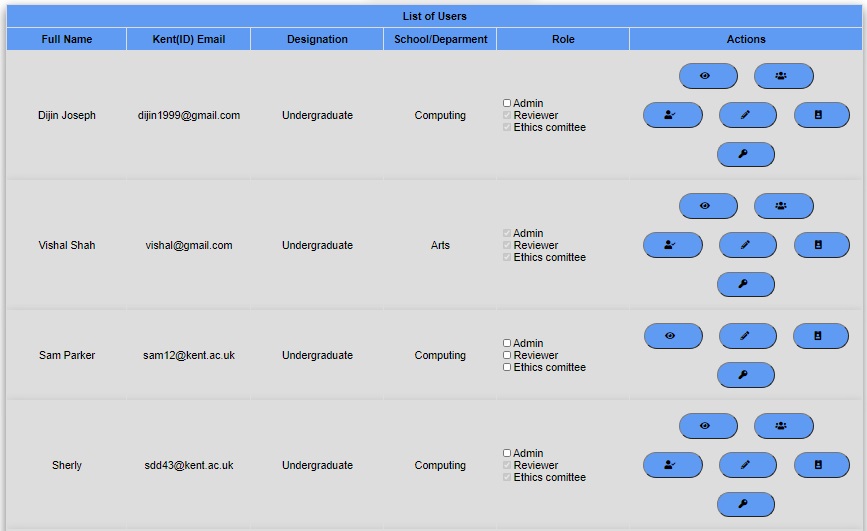 List of Users
Full Name Kent(ID) Email Designation School/Deparment Role Actions
Admin
Dijin Joseph dijin1999@gmail.com Undergraduate Computing Reviewer
Ethics comittee
Admin
Vishal Shah vishal@gmail.com Undergraduate Arts Reviewer
Ethics comittee
Admin
Sam Parker sam12@kent.ac.uk Undergraduate Computing Reviewer
Ethics comittee
Admin
Sherly sdd43@kent.ac.uk Undergraduate Computing Reviewer
Ethics comittee